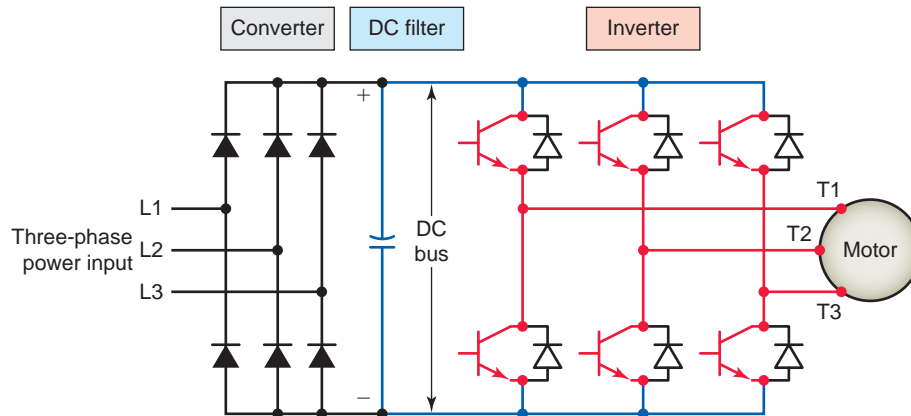 Converter
DC filter
Inverter
+
L1
L2
L3
Three-phase
power input
DC
bus
−
T1
T2
T3
Motor